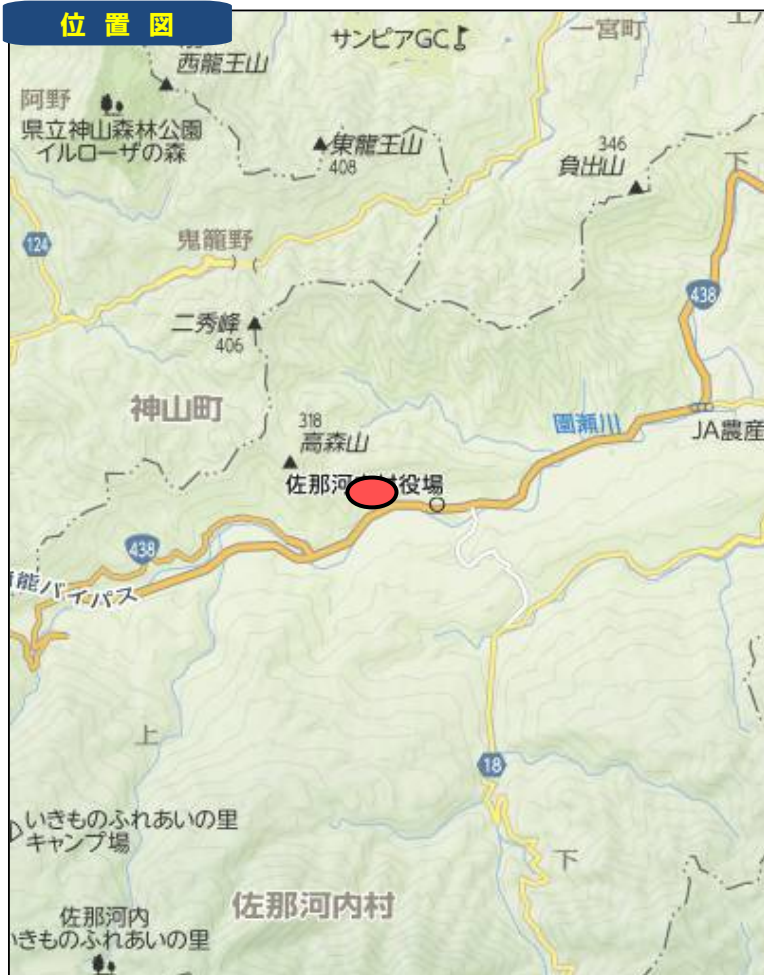 位置図
サンピアGC
一宮町
西龍王山
阿野
県立神山森林公園
イルローザの森
東龍王山
408
346
負出山
下
124
鬼籠野
438
二秀峰
406
神山町
318
高森山
園瀬川
JA農産
佐那河
役場
438
能バイパス
上
18
いきものふれあいの里
キャンプ場
下
佐那河内村
佐那河内
いきものふれあいの里